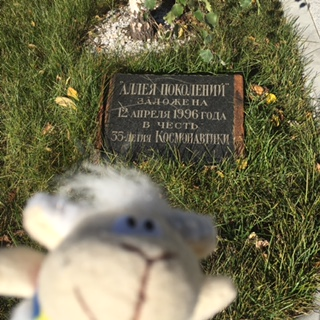 "АЛЛЕЯ ПОКОЛЕНИЙ"
ЗАЛОЖЕНА
12 АПРЕЛЯ 1996 ГОДА
В ЧЕСТЬ
35-ЛЕТИЯ КОСМОНАВТИКИ